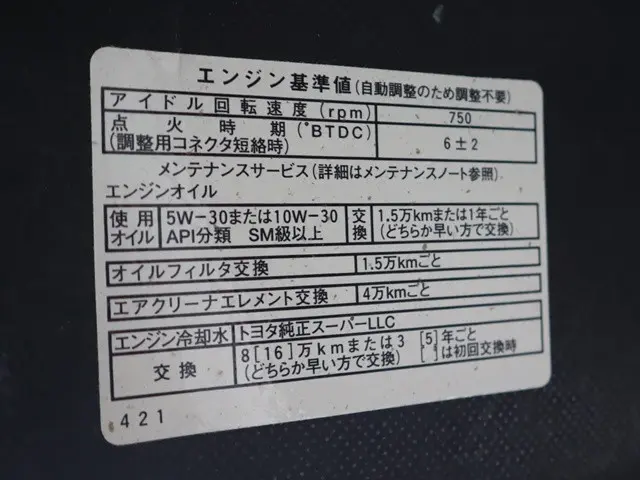 エンジン基準値(自動調整のため調整不要)
アイドル回転速度(rpm) 750
点火時期(°BTDC) 6±2
(調整用コネクタ短絡時)
メンテナンスサービス(詳細はメンテナンスノート参照)
エンジンオイル
使用オイル 5W-30または10W-30 交換 1.5万kmまたは1年ごと
API分類 SM級以上 (どちらか早い方で交換)
オイルフィルタ交換 1.5万kmごと
エアクリーナエレメント交換 4万kmごと
エンジン冷却水 トヨタ純正スーパーLLC
交換 8[16]万kmまたは3[5]年ごと
(どちらか早い方で交換) [ ]は初回交換時
421